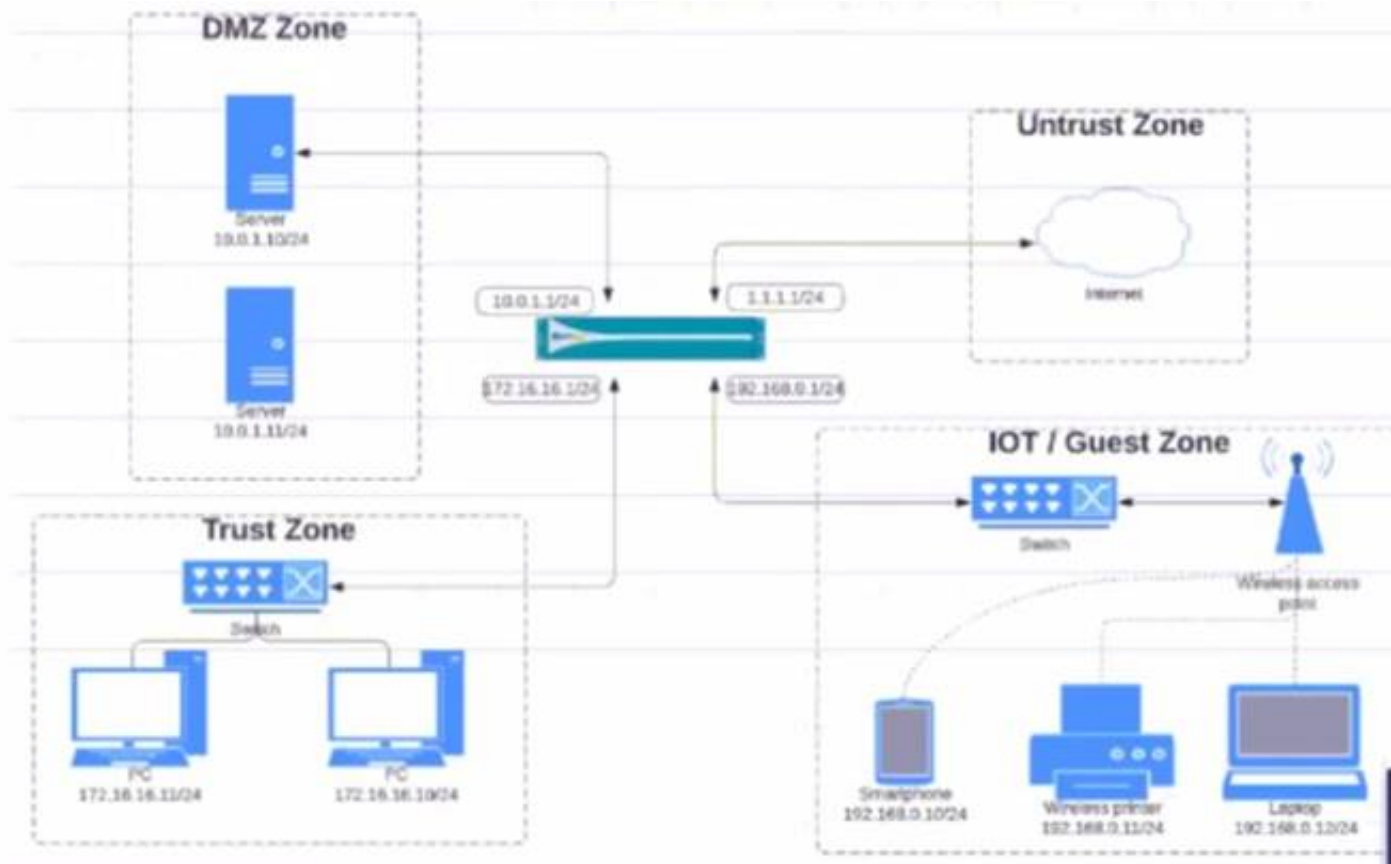 DMZ Zone
Server
10.0.1.10/24
Server
10.0.1.11/24
Untrust Zone
Internet
10.0.1.1/24
1.1.1.1/24
172.16.16.1/24
192.168.0.1/24
Trust Zone
Switch
PC
172.16.16.11/24
PC
172.16.16.10/24
IOT / Guest Zone
Switch
Wireless access
point
Smartphone
192.168.0.10/24
Wireless printer
192.168.0.11/24
Laptop
192.168.0.12/24